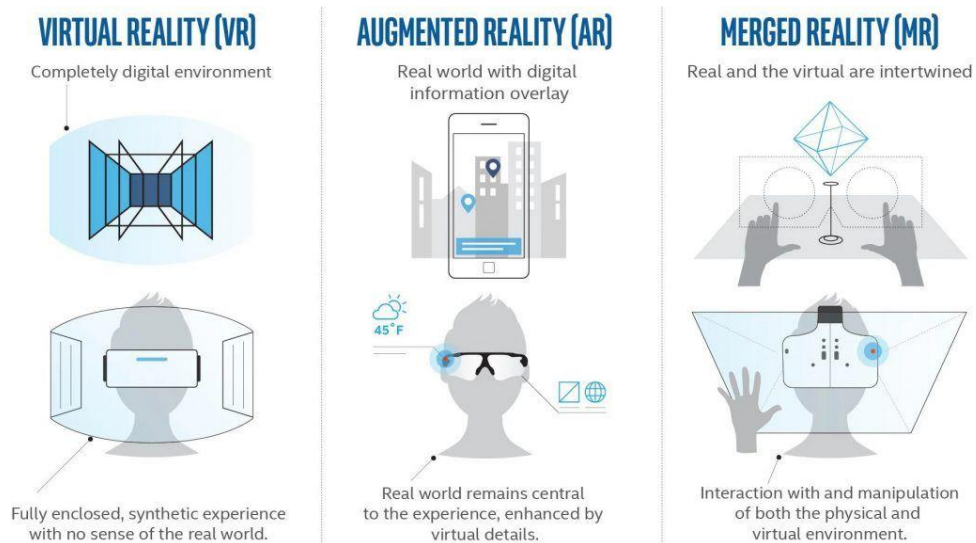 VIRTUAL REALITY (VR)
Completely digital environment
Fully enclosed, synthetic experience
with no sense of the real world.
AUGMENTED REALITY (AR)
Real world with digital
information overlay
45°F
Real world remains central
to the experience, enhanced by
virtual details.
MERGED REALITY (MR)
Real and the virtual are intertwined
Interaction with and manipulation
of both the physical and
virtual environment.